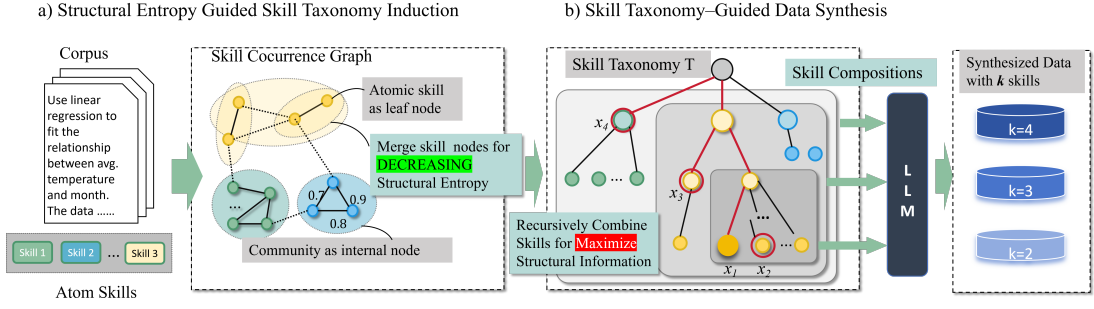 a) Structural Entropy Guided Skill Taxonomy Induction
Corpus
Use linear
regression to
fit the
relationship
between avg.
temperature
and month.
The data ……
Skill 1
Skill 2
...
Skill 3
Atom Skills
Skill Cocurrence Graph
Atomic skill
as leaf node
Merge skill nodes for
DECREASING
Structural Entropy
...
0.7
0.9
0.8
Community as internal node
b) Skill Taxonomy–Guided Data Synthesis
Skill Taxonomy T
Skill Compositions
x4
...
x3
...
...
x1
x2
Recursively Combine
Skills for Maximize
Structural Information
L
L
M
Synthesized Data
with k skills
k=4
k=3
k=2